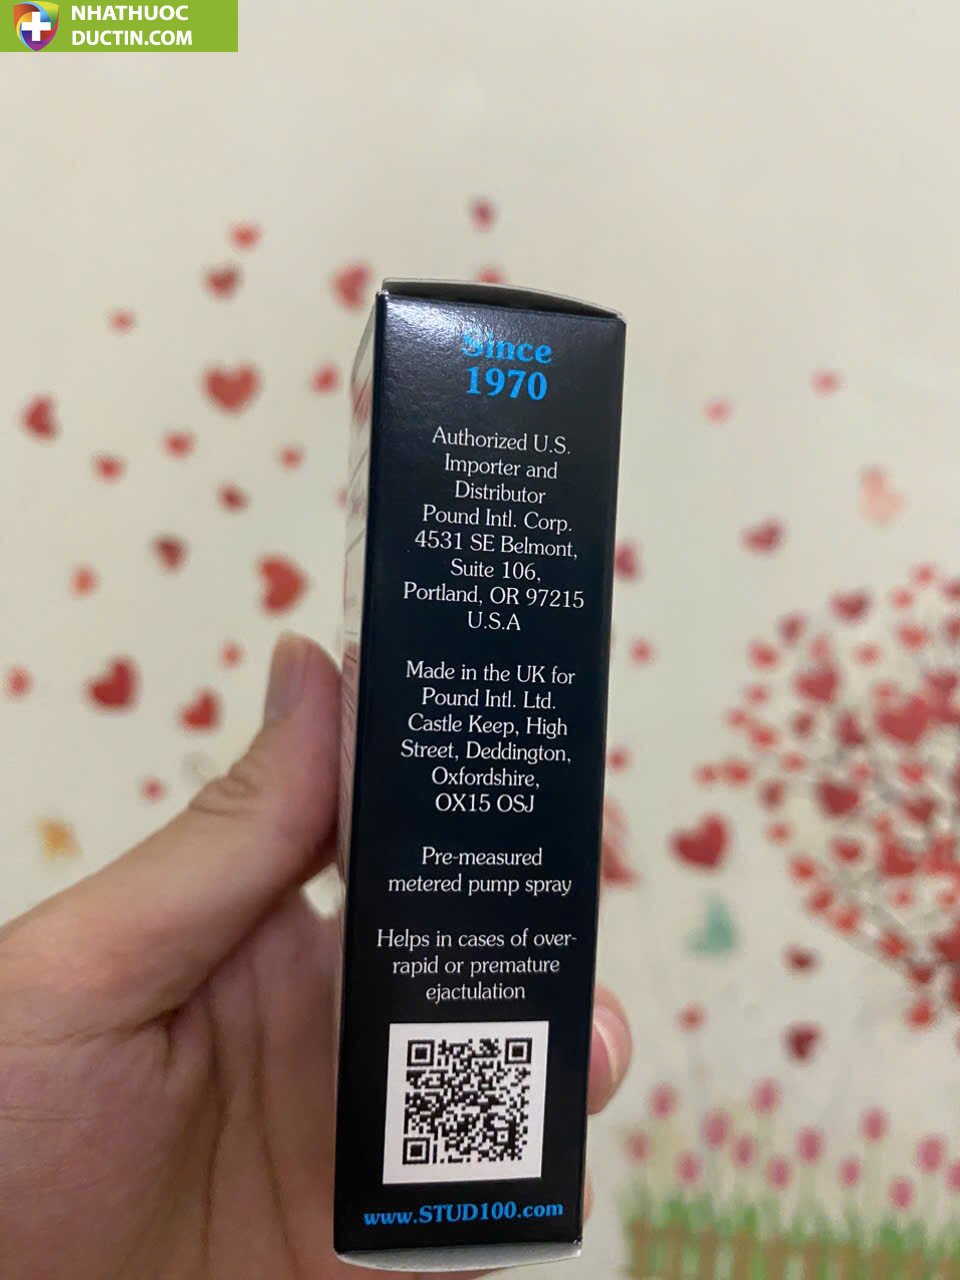 NHATHUOC
DUCTIN.COM
Since
1970
Authorized U.S.
Importer and
Distributor
Pound Intl. Corp.
4531 SE Belmont,
Suite 106,
Portland, OR 97215
U.S.A
Made in the UK for
Pound Intl. Ltd.
Castle Keep, High
Street, Deddington,
Oxfordshire,
OX15 OSJ
Pre-measured
metered pump spray
Helps in cases of over-
rapid or premature
ejactulation
www.STUD100.com